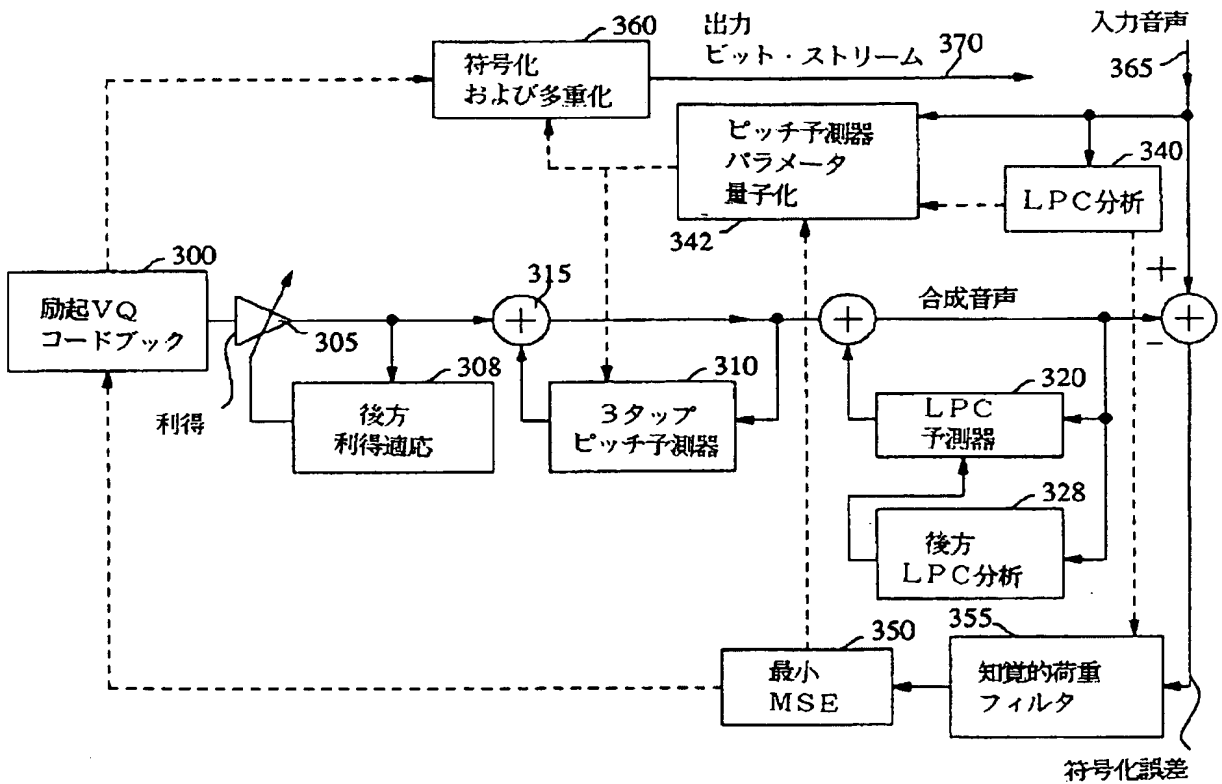 360
符号化
および多重化
出力
ビット・ストリーム
370
入力音声
365
ピッチ予測器
パラメータ
量子化
342
340
LPC分析
300
励起VQ
コードブック
305
利得
308
後方
利得適応
315
+
310
3タップ
ピッチ予測器
+
合成音声
+
−
+
320
LPC
予測器
328
後方
LPC分析
350
最小
MSE
355
知覚的荷重
フィルタ
符号化誤差